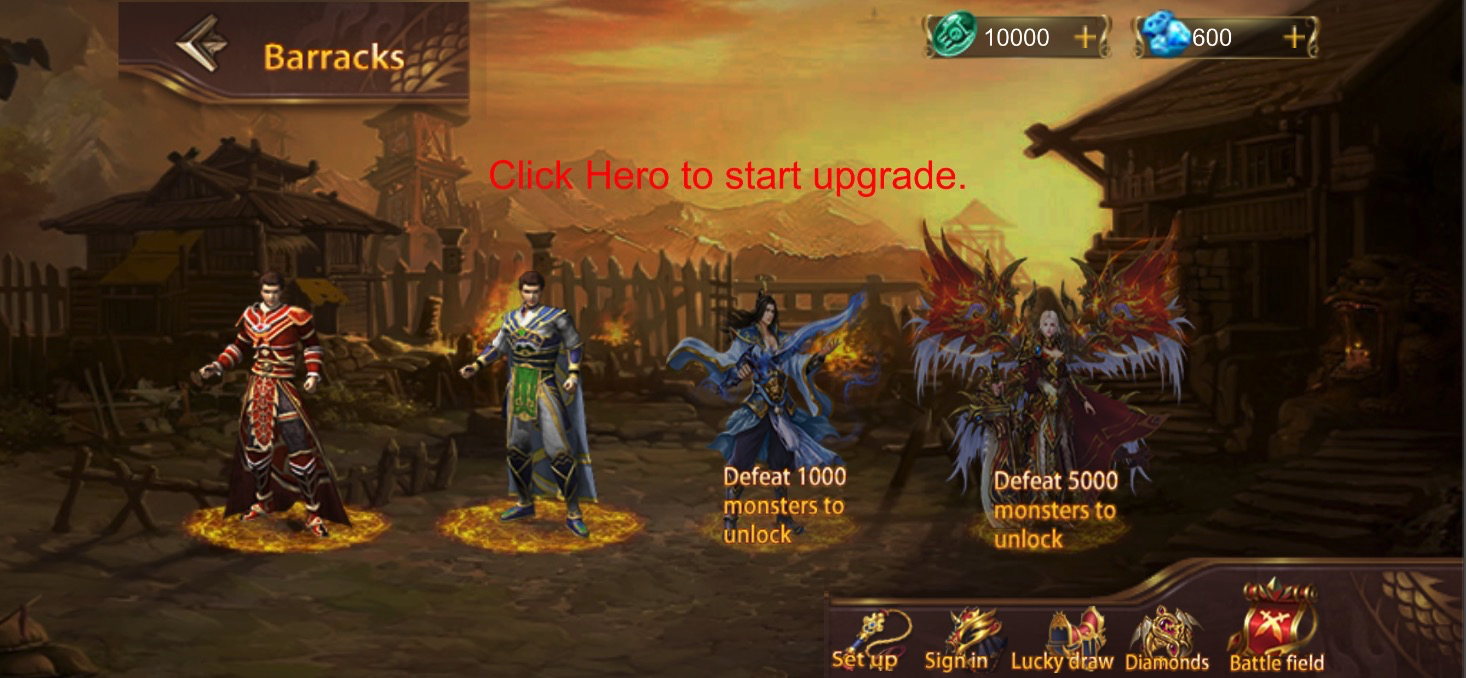 Barracks
10000 +
600 +
Click Hero to start upgrade.
Defeat 1000
monsters to
unlock
Defeat 5000
monsters to
unlock
Set up
Sign in
Lucky draw
Diamonds
Battle field